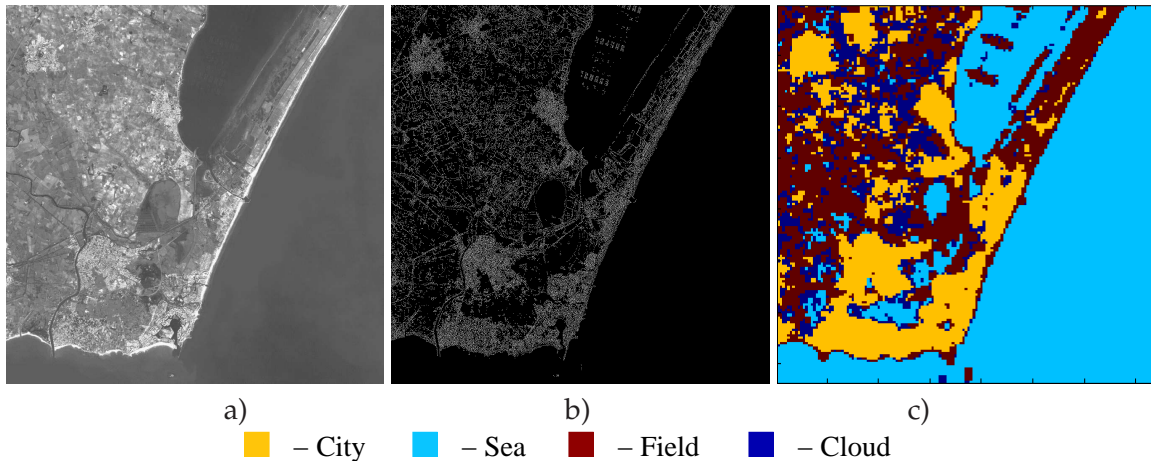 a) b) c)
– City – Sea – Field – Cloud